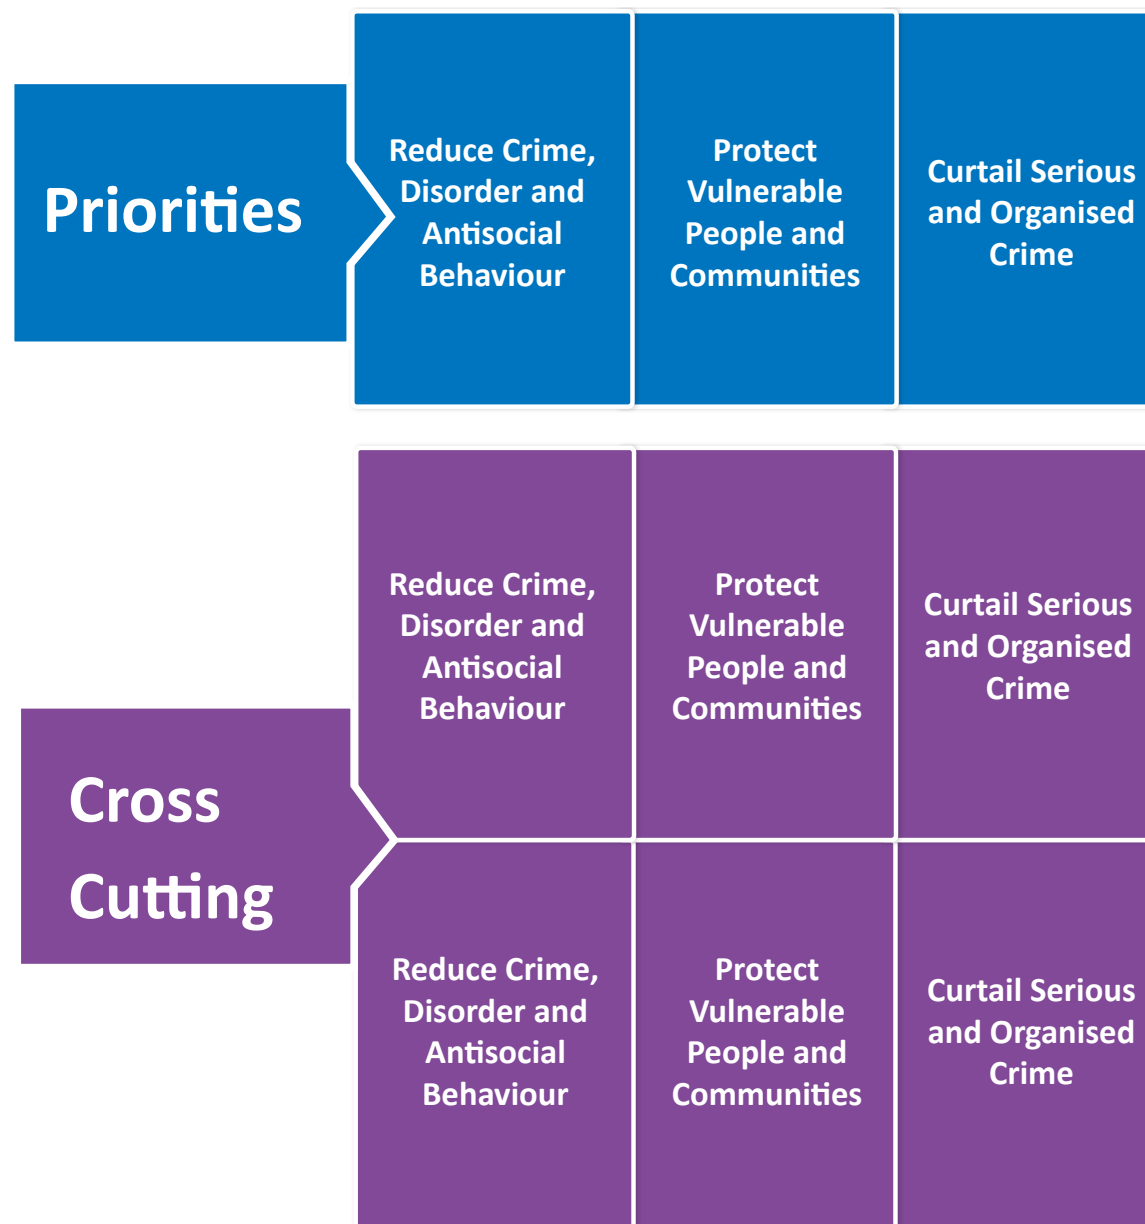 Priorities
Reduce Crime,
Disorder and
Antisocial
Behaviour
Protect
Vulnerable
People and
Communities
Curtail Serious
and Organised
Crime
Cross
Cutting
Reduce Crime,
Disorder and
Antisocial
Behaviour
Protect
Vulnerable
People and
Communities
Curtail Serious
and Organised
Crime
Reduce Crime,
Disorder and
Antisocial
Behaviour
Protect
Vulnerable
People and
Communities
Curtail Serious
and Organised
Crime